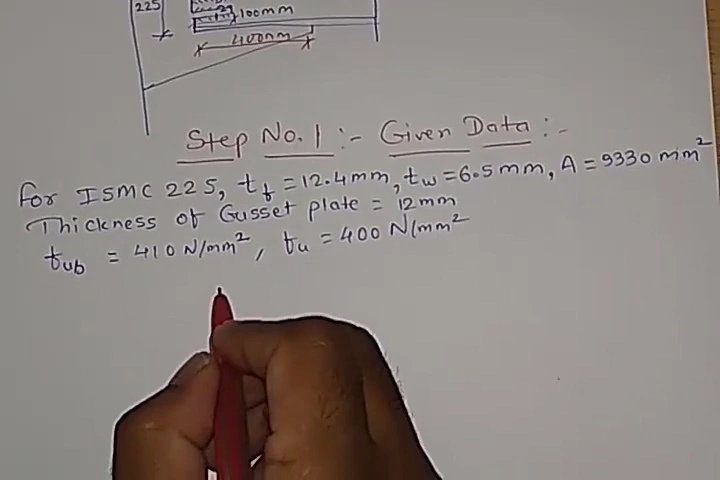 225
100mm
400mm
Step No. 1 :- Given Data :-
For ISMC 225, tf = 12.4 mm, tw = 6.5 mm, A = 9330 mm²
Thickness of Gusset plate = 12mm
fub = 410 N/mm², fu = 400 N/mm²